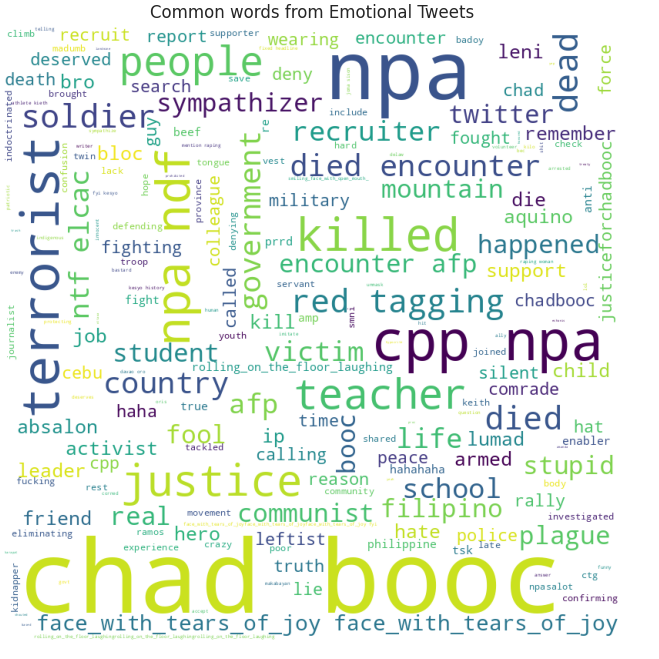 Common words from Emotional Tweets
climb
recruit
report
supporter
wearing
encounter
badoy
leni
dead
force
deserved
people
npa
death
bro
search
deny
chad
brought
save
indoctrinated
soldier
sympathizer
include
twitter
guy
beef
re
recruiter
fought
remember
hard
check
terrorist
confusion
twin
bloc
npa ndf
tongue
vest
died encounter
lack
hope
province
colleague
government
military
mountain
die
anti
justiceforchadbooc
defending
denying
prrd
killed
aquino
ntf elcac
fighting
happened
troop
encounter afp
support
called
servant
fight
red tagging
chadbooc
journalist
job
kill
amp
smni
youth
cpp npa
student
victim
joined
rolling_on_the_floor_laughing
silent
child
cebu
country
teacher
comrade
keith
haha
true
afp
time
died
hat
absalon
fool
booc
shared
life
lumad
enabler
tackled
ip
activist
calling
peace
armed
leader
cpp
hahahaha
stupid
fucking
justice
reason
school
body
rest
community
rally
friend
real
movement
communist
filipino
investigated
hero
eliminating
ramos
leftist
hate
police
plague
experience
crazy
poor
philippine
tsk
late
truth
kidnapper
chad booc
lie
makabayan
answer
ctg
npasalot
confirming
face_with_tears_of_joy face_with_tears_of_joy